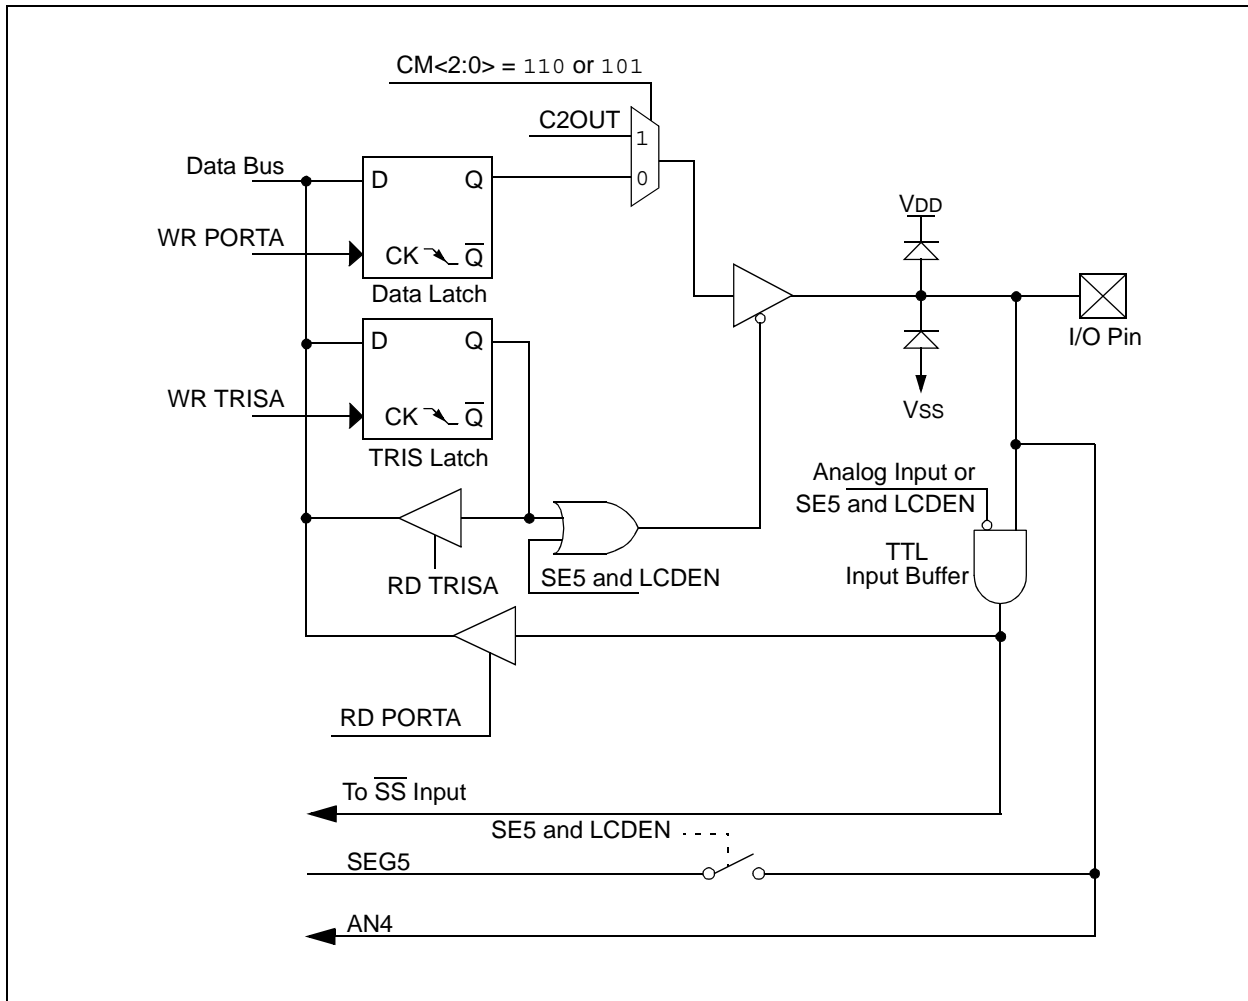 CM<2:0> = 110 or 101
C2OUT
1
0
Data Bus
D
Q
WR PORTA
CK
Q̅
Data Latch
VDD
I/O Pin
D
Q
WR TRISA
CK
Q̅
VSS
TRIS Latch
Analog Input or
SE5 and LCDEN
TTL
Input Buffer
RD TRISA
SE5 and LCDEN
RD PORTA
To S̅S̅ Input
SE5 and LCDEN
SEG5
AN4